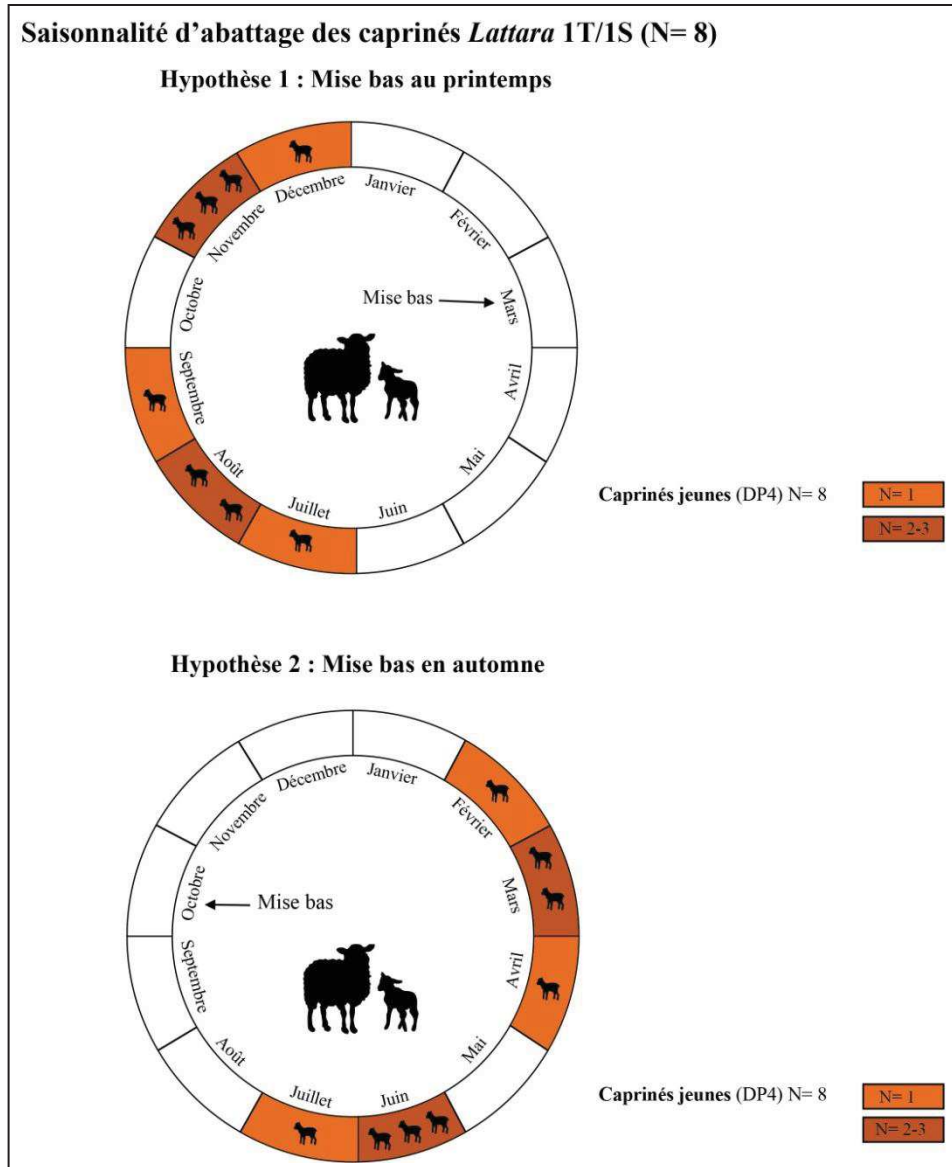 Saisonnalité d’abattage des caprinés Lattara 1T/1S (N= 8)
Hypothèse 1 : Mise bas au printemps
Janvier
Février
Mars
Avril
Mai
Juin
Juillet
Août
Septembre
Octobre
Novembre
Décembre
Mise bas
Caprinés jeunes (DP4) N= 8
N= 1
N= 2-3
Hypothèse 2 : Mise bas en automne
Janvier
Février
Mars
Avril
Mai
Juin
Juillet
Août
Septembre
Octobre
Novembre
Décembre
Mise bas
Caprinés jeunes (DP4) N= 8
N= 1
N= 2-3